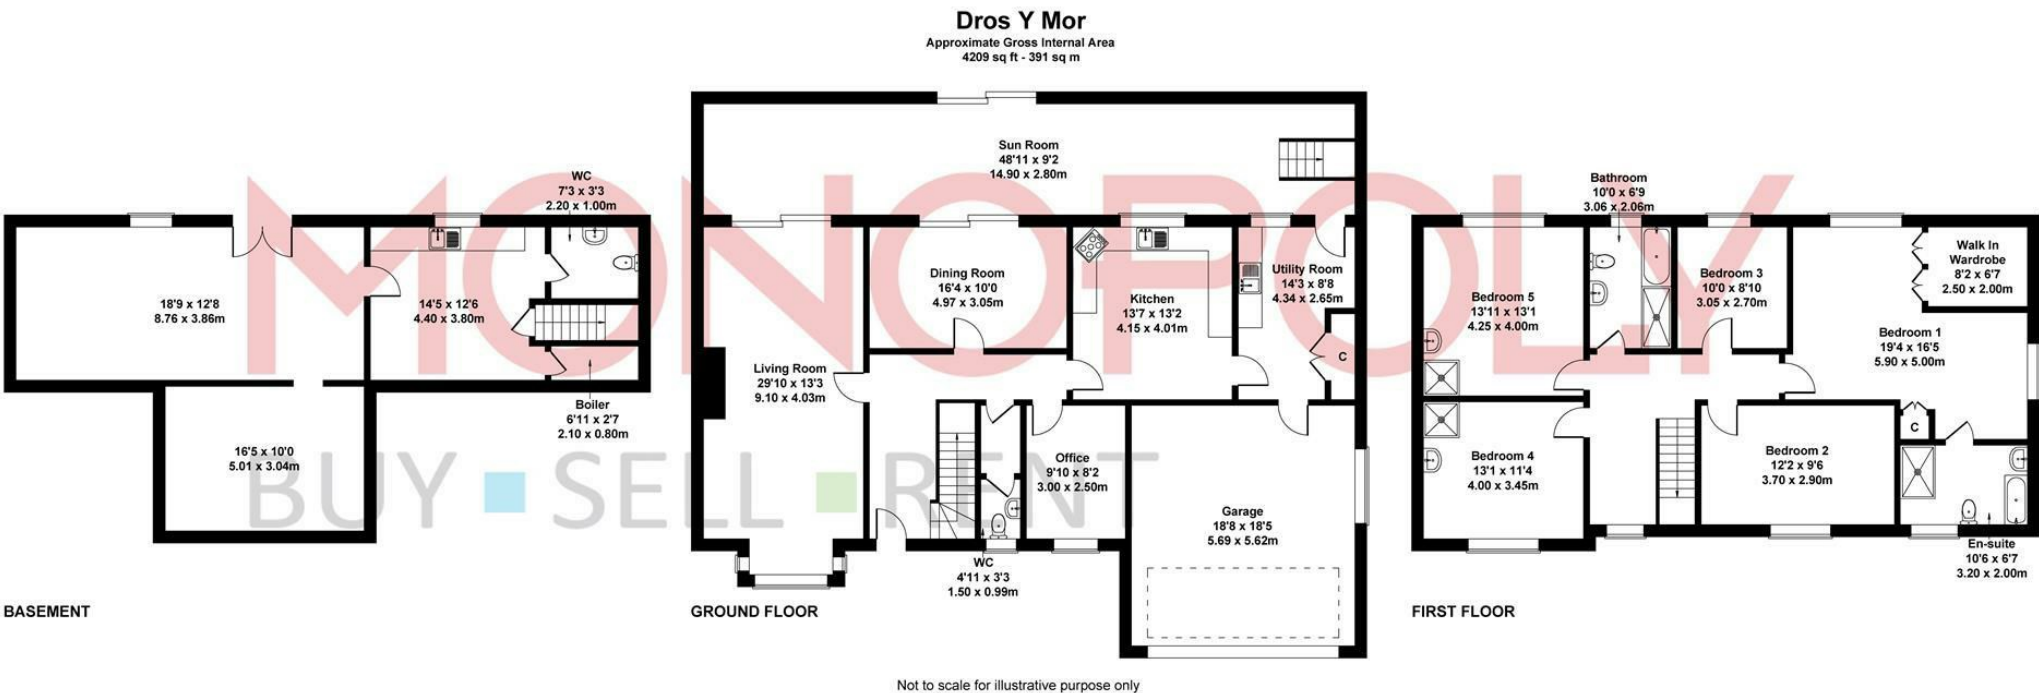 Dros Y Mor
Approximate Gross Internal Area
4209 sq ft - 391 sq m
MONOPOLY
BUY SELL RENT
WC
7'3 x 3'3
2.20 x 1.00m
18'9 x 12'8
8.76 x 3.86m
14'5 x 12'6
4.40 x 3.80m
Boiler
6'11 x 2'7
2.10 x 0.80m
16'5 x 10'0
5.01 x 3.04m
BASEMENT
Sun Room
48'11 x 9'2
14.90 x 2.80m
Dining Room
16'4 x 10'0
4.97 x 3.05m
Kitchen
13'7 x 13'2
4.15 x 4.01m
Utility Room
14'3 x 8'8
4.34 x 2.65m
C
Living Room
29'10 x 13'3
9.10 x 4.03m
Office
9'10 x 8'2
3.00 x 2.50m
Garage
18'8 x 18'5
5.69 x 5.62m
WC
4'11 x 3'3
1.50 x 0.99m
GROUND FLOOR
Bathroom
10'0 x 6'9
3.06 x 2.06m
Bedroom 5
13'11 x 13'1
4.25 x 4.00m
Bedroom 3
10'0 x 8'10
3.05 x 2.70m
Walk In
Wardrobe
8'2 x 6'7
2.50 x 2.00m
Bedroom 1
19'4 x 16'5
5.90 x 5.00m
C
Bedroom 4
13'1 x 11'4
4.00 x 3.45m
Bedroom 2
12'2 x 9'6
3.70 x 2.90m
En-suite
10'6 x 6'7
3.20 x 2.00m
FIRST FLOOR
Not to scale for illustrative purpose only